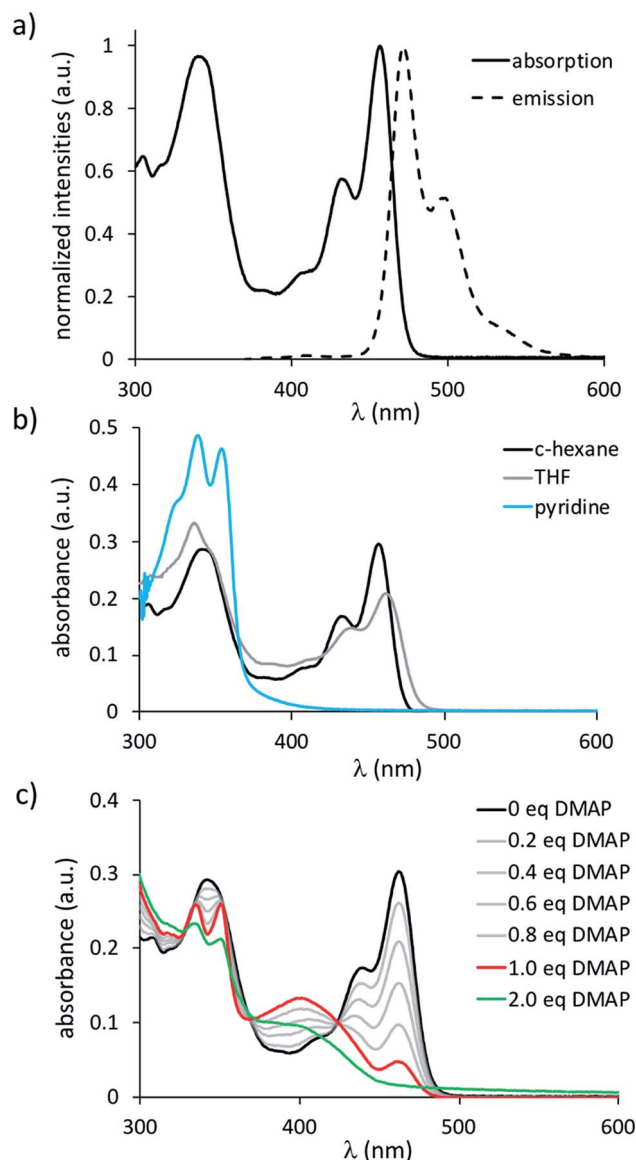 a)
normalized intensities (a.u.)
1
0.8
0.6
0.4
0.2
0
300
400
500
600
λ (nm)
absorption
emission
b)
absorbance (a.u.)
0.5
0.4
0.3
0.2
0.1
0
300
400
500
600
λ (nm)
c-hexane
THF
pyridine
c)
absorbance (a.u.)
0.4
0.3
0.2
0.1
0
300
400
500
600
λ (nm)
0 eq DMAP
0.2 eq DMAP
0.4 eq DMAP
0.6 eq DMAP
0.8 eq DMAP
1.0 eq DMAP
2.0 eq DMAP